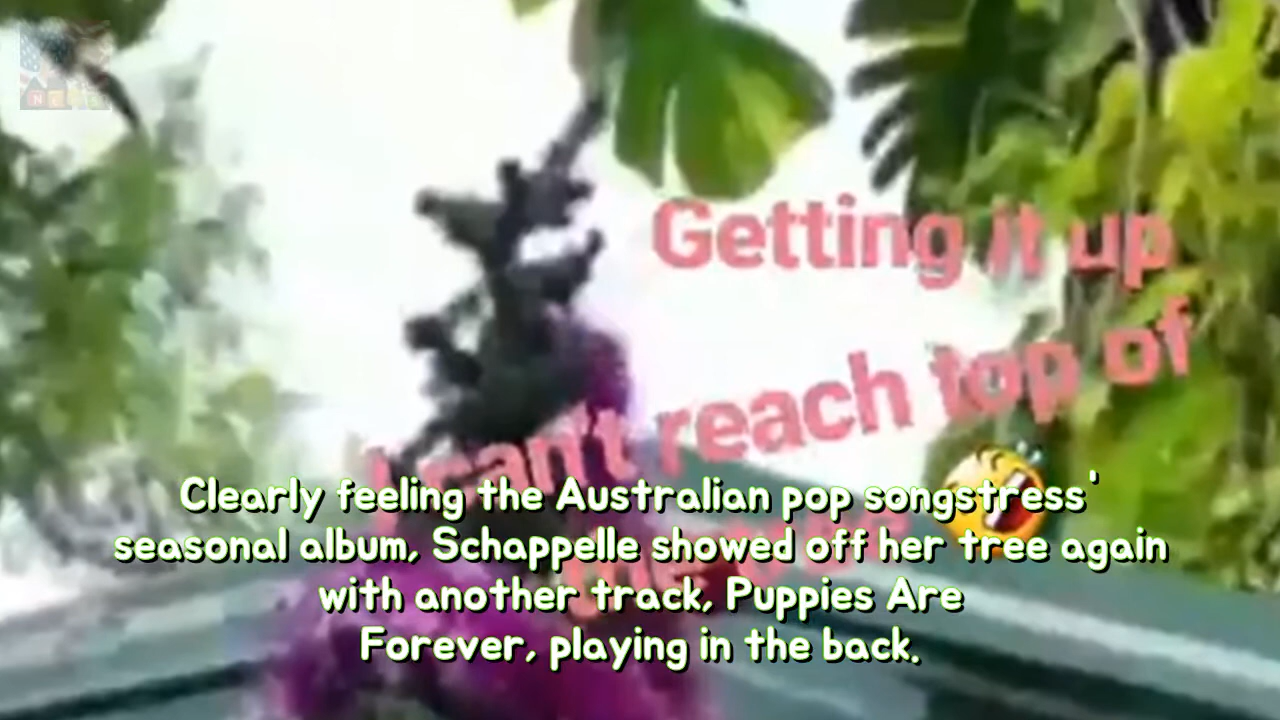 Getting it up
I can't reach top of
Clearly feeling the Australian pop songstress'
seasonal album, Schappelle showed off her tree again
with another track, Puppies Are
Forever, playing in the back.